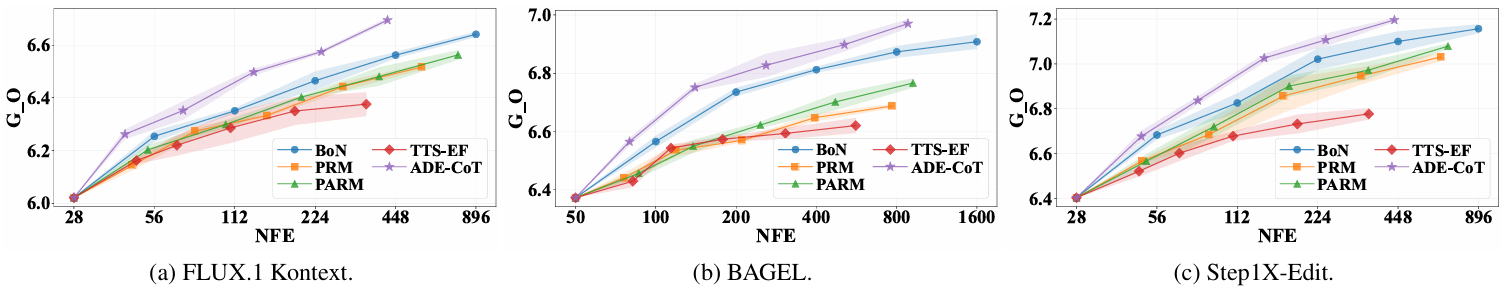 G_O
6.6
6.4
6.2
6.0
28
56
112
224
448
896
NFE
BoN
PRM
PARM
TTS-EF
ADE-CoT
(a) FLUX.1 Kontext.
G_O
7.0
6.8
6.6
6.4
50
100
200
400
800
1600
NFE
BoN
PRM
PARM
TTS-EF
ADE-CoT
(b) BAGEL.
G_O
7.2
7.0
6.8
6.6
6.4
28
56
112
224
448
896
NFE
BoN
PRM
PARM
TTS-EF
ADE-CoT
(c) Step1X-Edit.